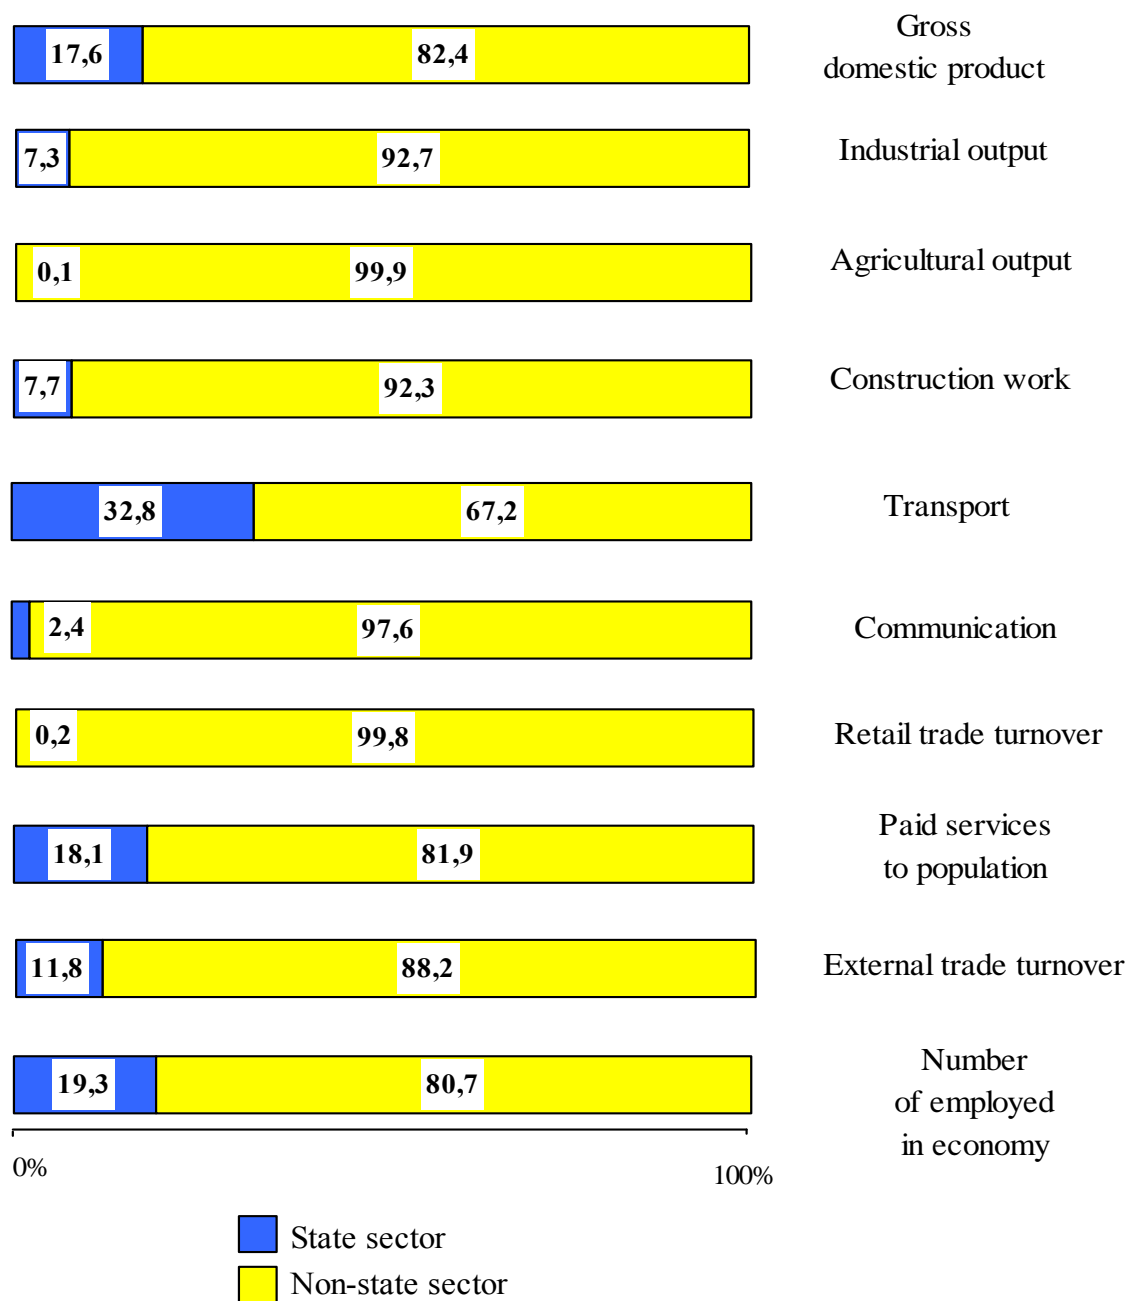 17,6 82,4 Gross
domestic product
7,3 92,7 Industrial output
0,1 99,9 Agricultural output
7,7 92,3 Construction work
32,8 67,2 Transport
2,4 97,6 Communication
0,2 99,8 Retail trade turnover
18,1 81,9 Paid services
to population
11,8 88,2 External trade turnover
19,3 80,7 Number
of employed
in economy
0% 100%
State sector
Non-state sector